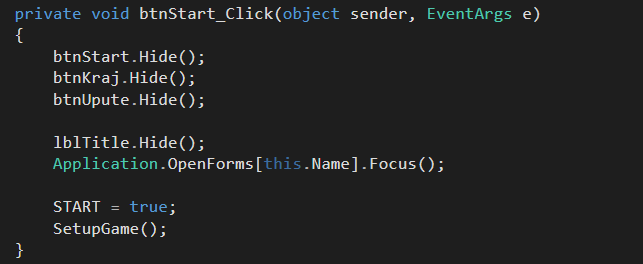 private void btnStart_Click(object sender, EventArgs e)
{
    btnStart.Hide();
    btnKraj.Hide();
    btnUpute.Hide();

    lblTitle.Hide();
    Application.OpenForms[this.Name].Focus();

    START = true;
    SetupGame();
}